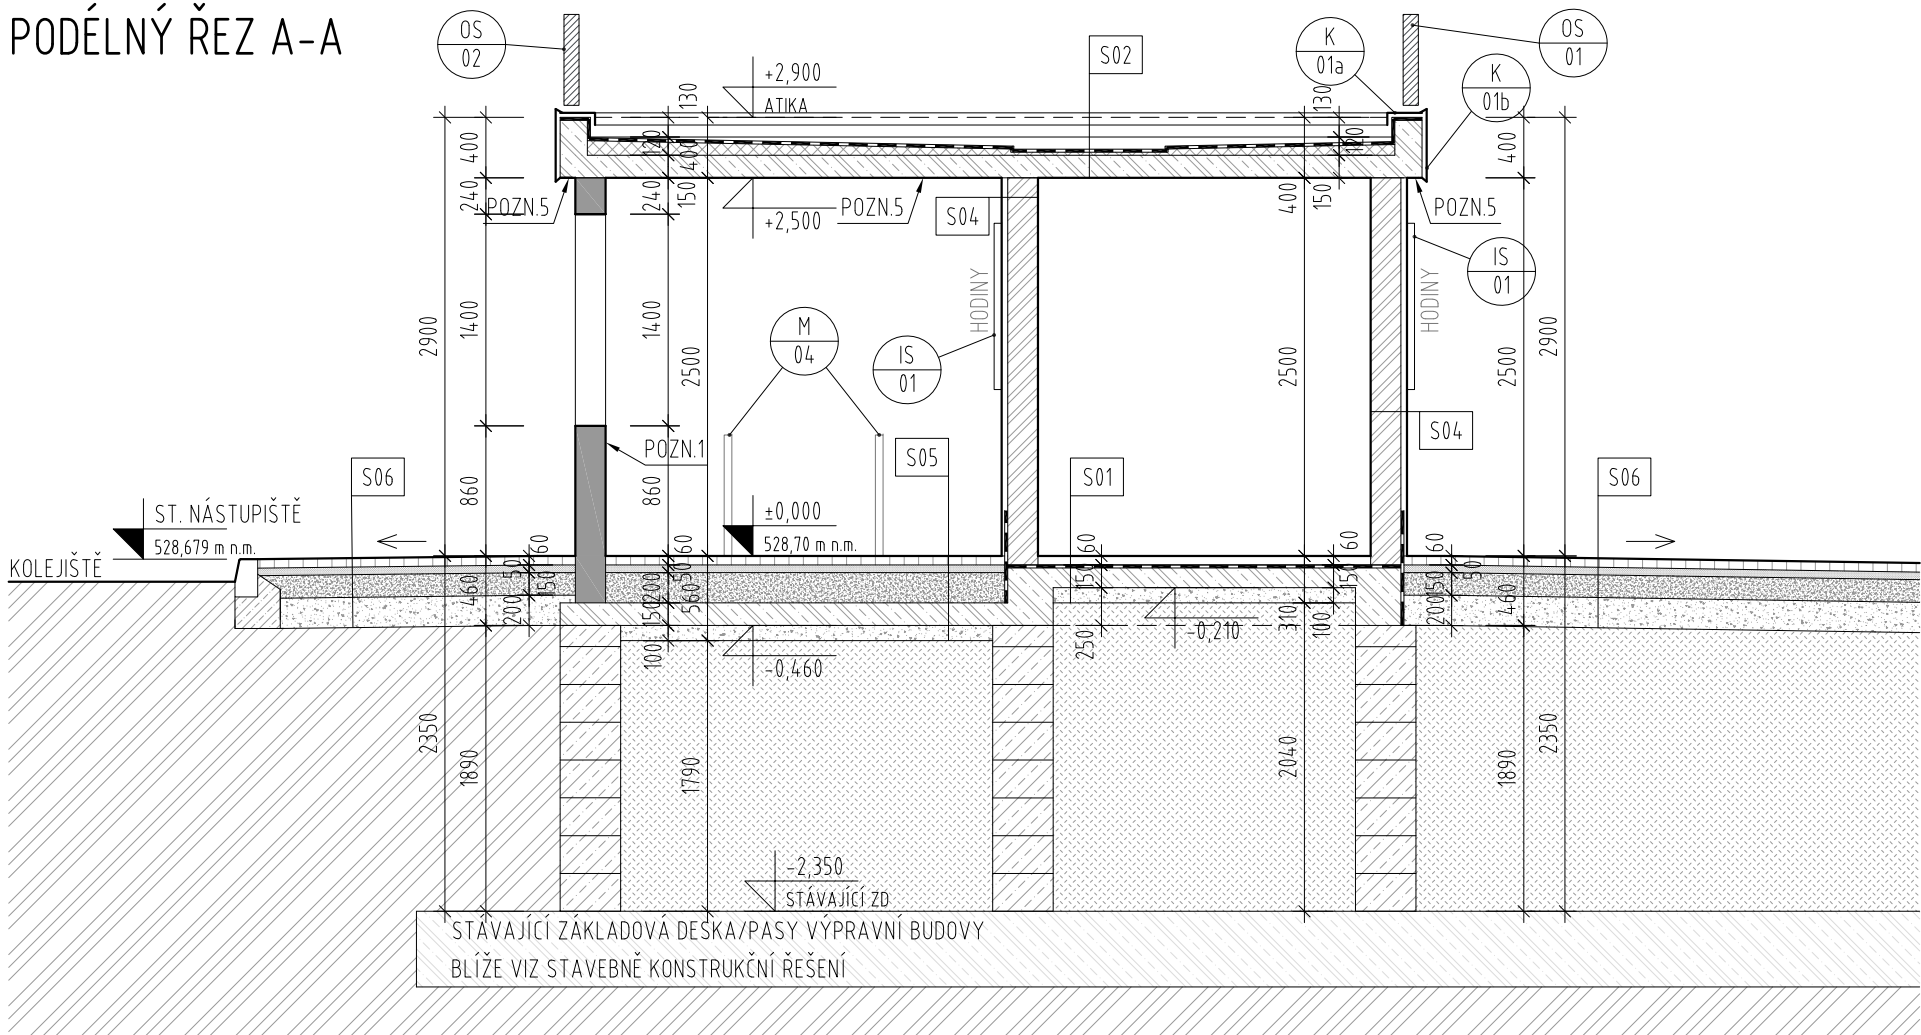 PODÉLNÝ ŘEZ A-A
OS
02
K
01a
OS
01
K
01b
S02
+2,900
ATIKA
130
130
400
120
400
120
400
240
240
150
400
150
POZN.5
+2,500
POZN.5
S04
POZN.5
HODINY
IS
01
HODINY
2900
1400
1400
2500
M
04
IS
01
2500
2500
2900
POZN.1
S05
S04
S06
860
860
S01
S06
ST. NÁSTUPIŠTĚ
528,679 m n.m.
±0,000
528,70 m n.m.
KOLEJIŠTĚ
60
60
60
60
60
50
50
50
150
200
150
150
150
460
560
460
200
150
310
100
200
-0,210
250
100
-0,460
2350
1890
1790
2040
1890
2350
-2,350
STÁVAJÍCÍ ZD
STÁVAJÍCÍ ZÁKLADOVÁ DESKA/PASY VÝPRAVNÍ BUDOVY
BLÍŽE VIZ STAVEBNĚ KONSTRUKČNÍ ŘEŠENÍ